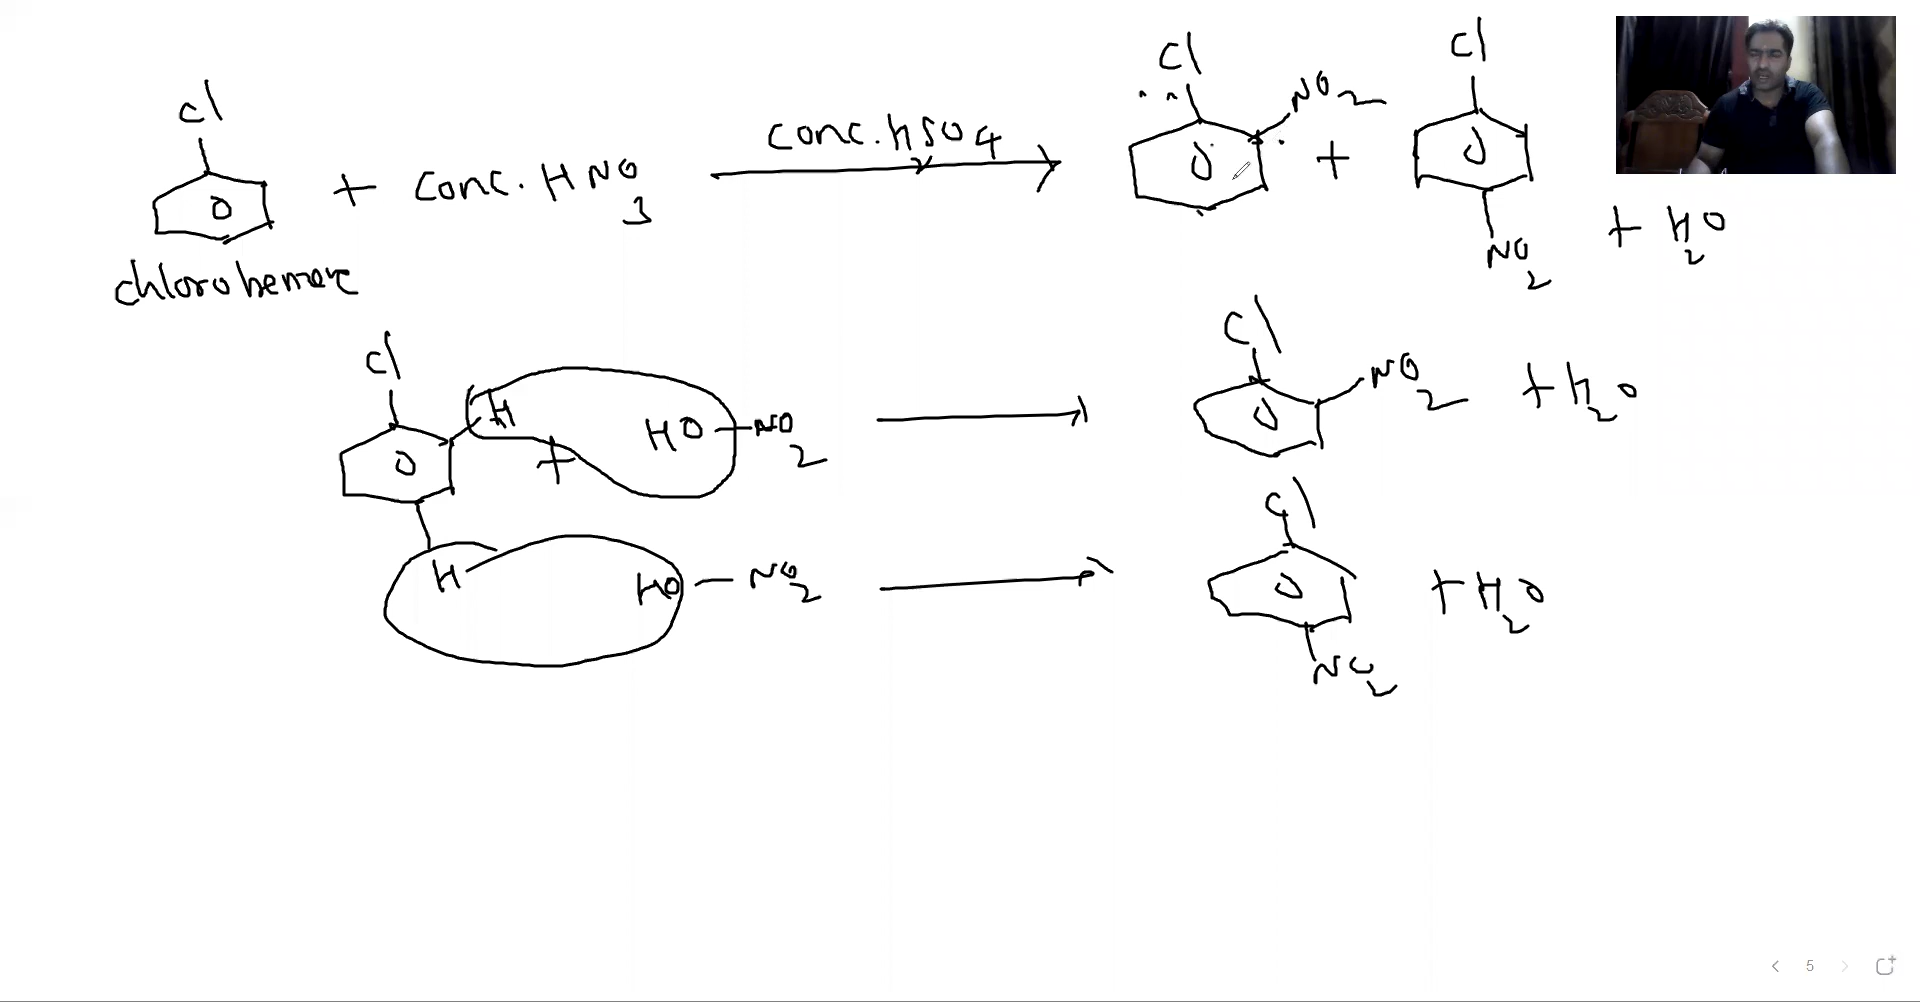 Cl Cl Cl
+ conc. HNO3 conc. H2SO4 NO2 + NO2 + H2O
chlorobenzene
Cl H + HO-NO2 Cl NO2 + H2O
H HO-NO2 Cl NO2 + H2O
5